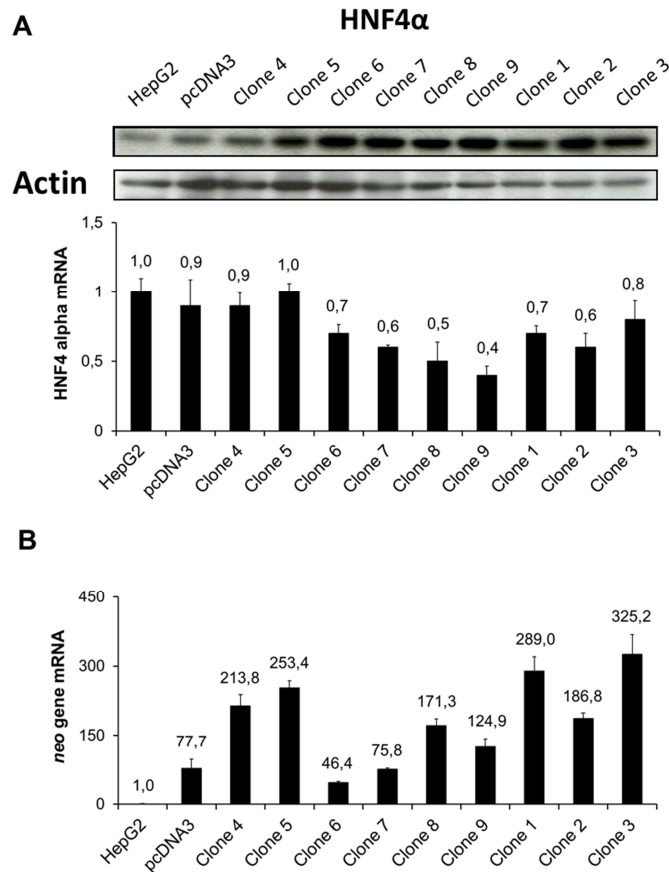 A
HNF4α
HepG2 pcDNA3 Clone 4 Clone 5 Clone 6 Clone 7 Clone 8 Clone 9 Clone 1 Clone 2 Clone 3
Actin
HNF4 alpha mRNA
1,5
1
0,5
0
1,0 0,9 0,9 1,0 0,7 0,6 0,5 0,4 0,7 0,6 0,8
HepG2 pcDNA3 Clone 4 Clone 5 Clone 6 Clone 7 Clone 8 Clone 9 Clone 1 Clone 2 Clone 3
B
neo gene mRNA
450
300
150
0
1,0 77,7 213,8 253,4 46,4 75,8 171,3 124,9 289,0 186,8 325,2
HepG2 pcDNA3 Clone 4 Clone 5 Clone 6 Clone 7 Clone 8 Clone 9 Clone 1 Clone 2 Clone 3